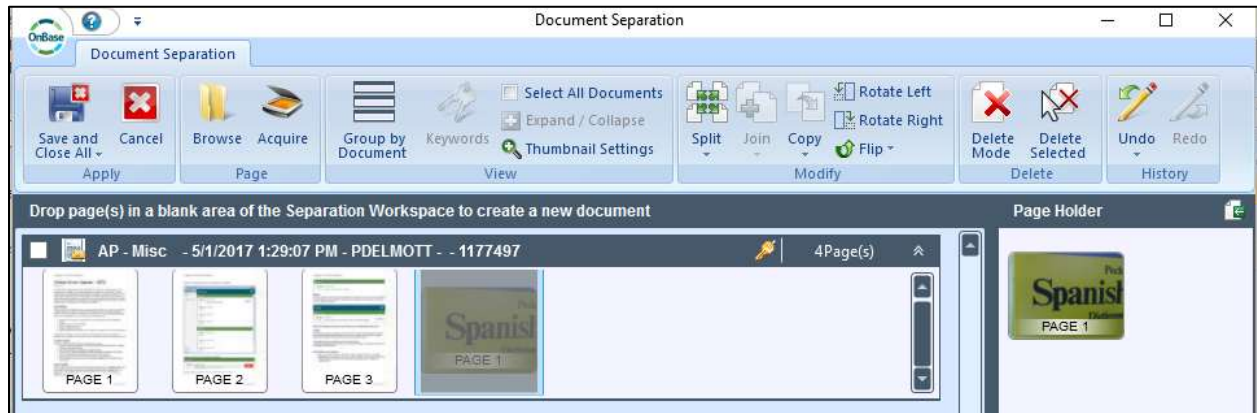 Document Separation
OnBase
Document Separation
Save and Close All
Cancel
Browse
Acquire
Group by Document
Keywords
Select All Documents
Expand / Collapse
Thumbnail Settings
Split
Join
Copy
Rotate Left
Rotate Right
Flip
Delete Mode
Delete Selected
Undo
Redo
Apply
Page
View
Modify
Delete
History
Drop page(s) in a blank area of the Separation Workspace to create a new document
Page Holder
AP - Misc - 5/1/2017 1:29:07 PM - PDELMOTT - - 1177497
4Page(s)
Spanish
PAGE 1
PAGE 2
PAGE 3
PAGE 1
Spanish
PAGE 1